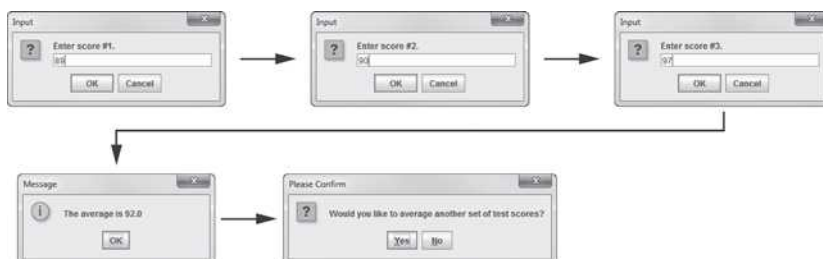 Input
x
?
Enter score #1.
89
OK Cancel
Input
x
?
Enter score #2.
90
OK Cancel
Input
x
?
Enter score #3.
97
OK Cancel
Message
x
i
The average is 92.0
OK
Please Confirm
x
?
Would you like to average another set of test scores?
Yes No